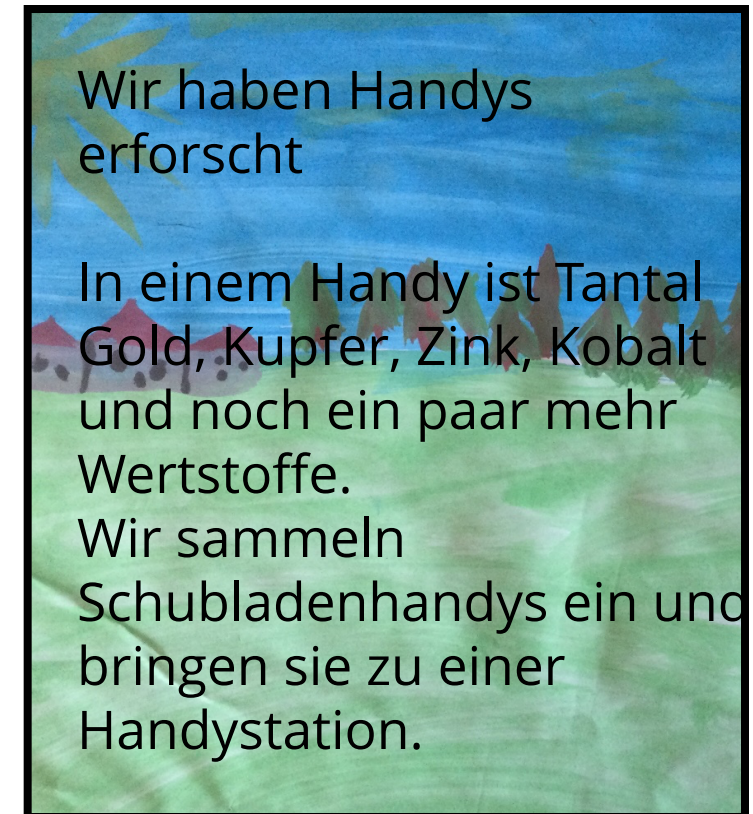 Wir haben Handys
erforscht
In einem Handy ist Tantal
Gold, Kupfer, Zink, Kobalt
und noch ein paar mehr
Wertstoffe.
Wir sammeln
Schubladenhandys ein und
bringen sie zu einer
Handystation.